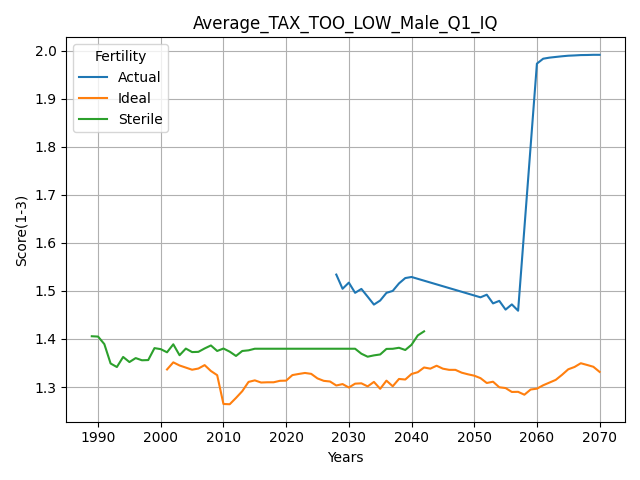 Average_TAX_TOO_LOW_Male_Q1_IQ
Fertility
Actual
Ideal
Sterile
Score(1-3)
2.0
1.9
1.8
1.7
1.6
1.5
1.4
1.3
1990 2000 2010 2020 2030 2040 2050 2060 2070
Years